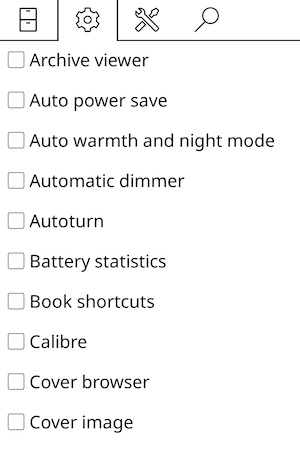 Archive viewer
Auto power save
Auto warmth and night mode
Automatic dimmer
Autoturn
Battery statistics
Book shortcuts
Calibre
Cover browser
Cover image